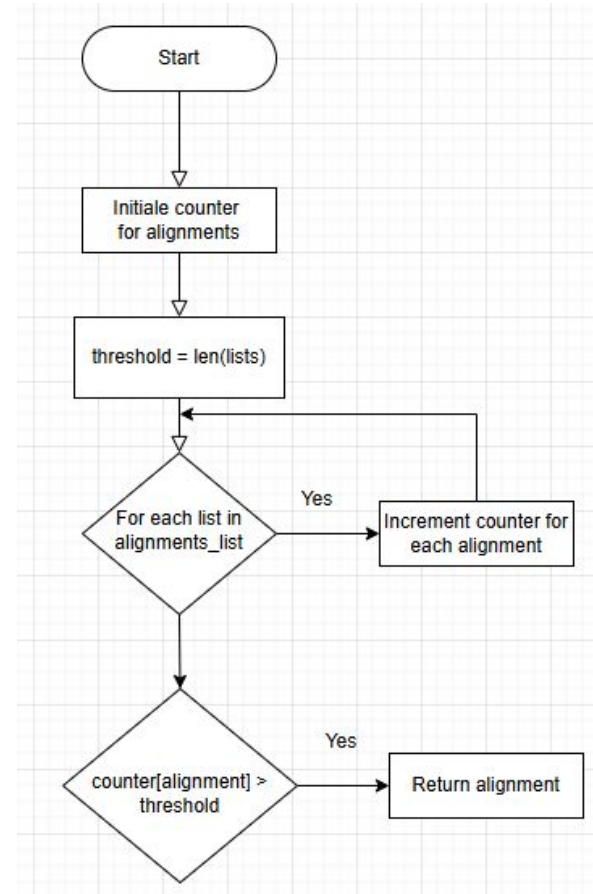 Start
Initiale counter
for alignments
threshold = len(lists)
For each list in
alignments_list
Yes
Increment counter for
each alignment
counter[alignment] >
threshold
Yes
Return alignment